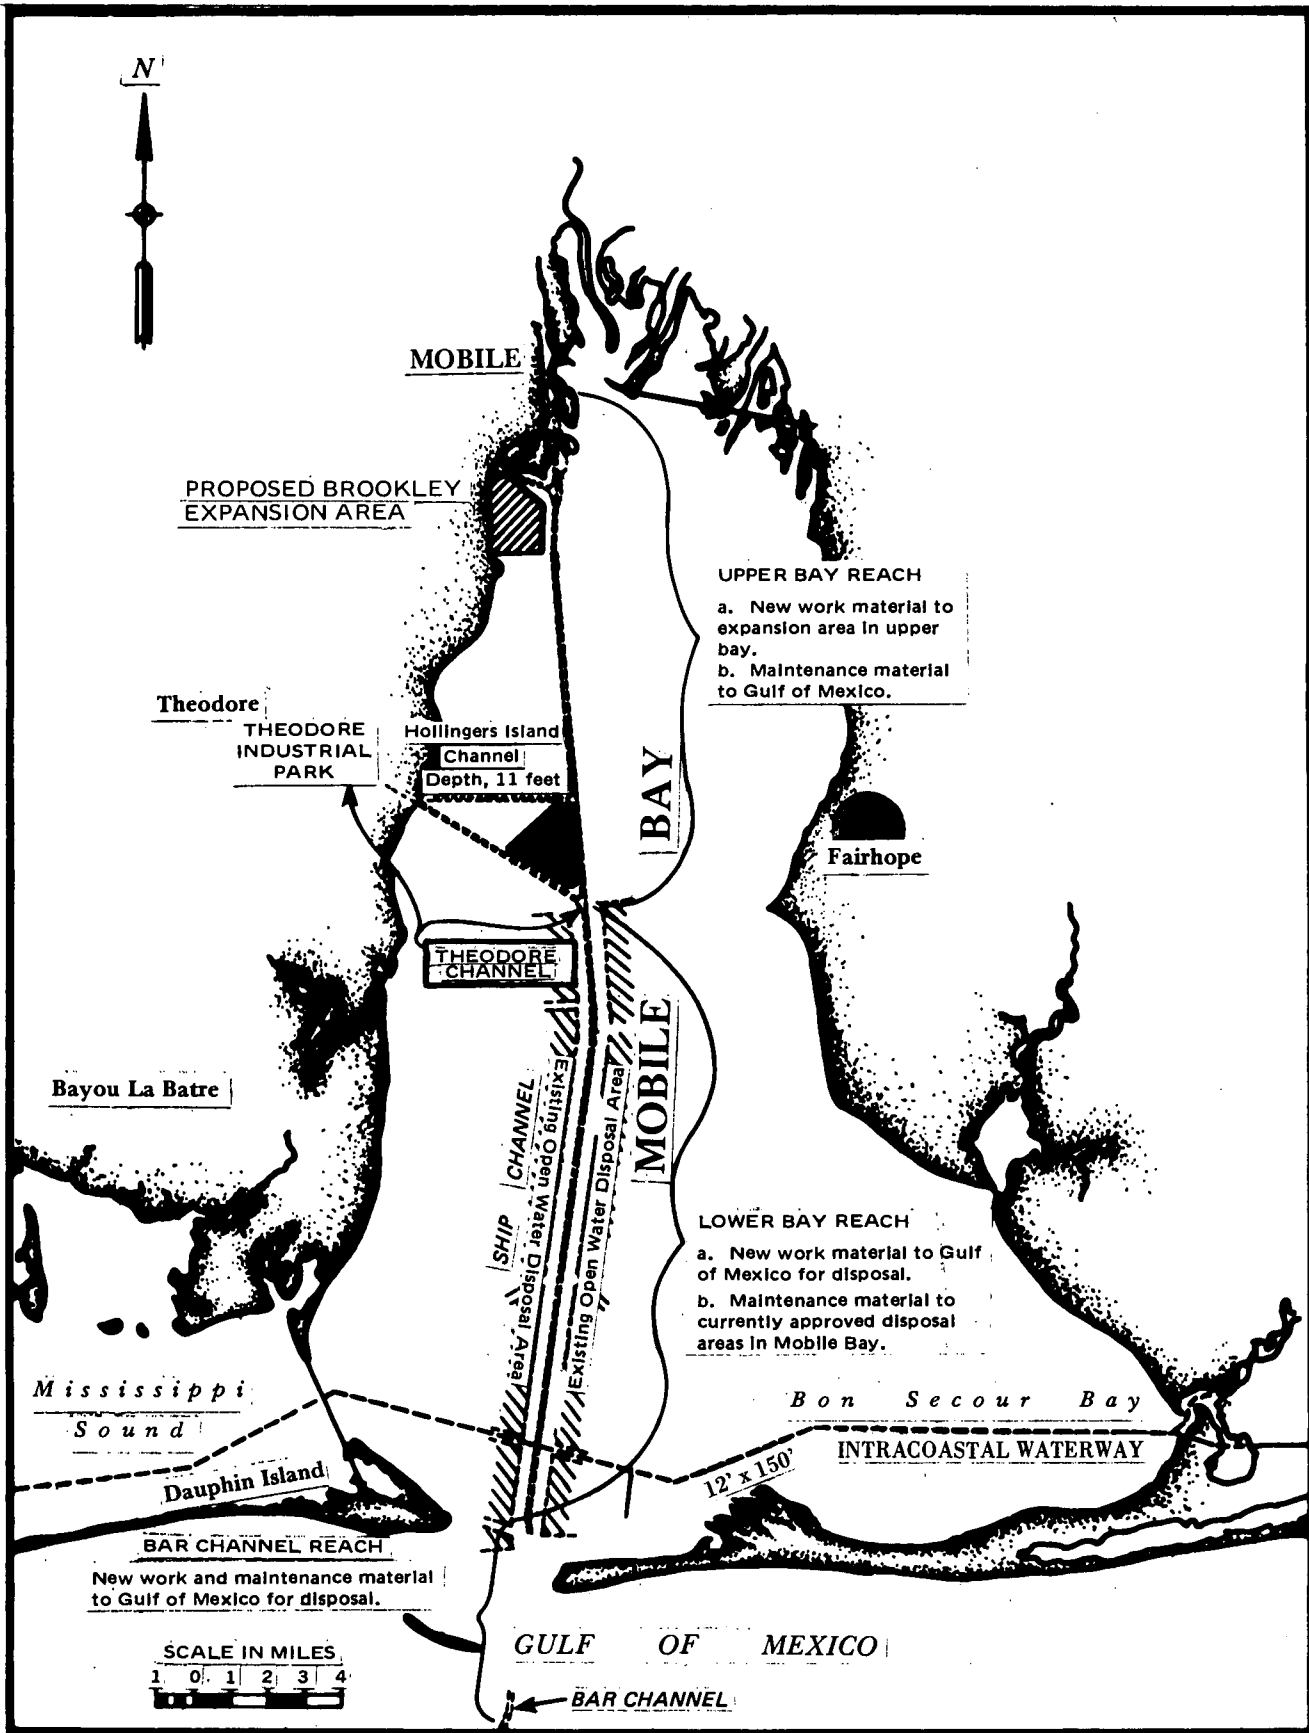 N
MOBILE
PROPOSED BROOKLEY
EXPANSION AREA
UPPER BAY REACH
a. New work material to
expansion area in upper
bay.
b. Maintenance material
to Gulf of Mexico.
Theodore
THEODORE
INDUSTRIAL
PARK
Hollingers Island
Channel
Depth, 11 feet
BAY
Fairhope
THEODORE
CHANNEL
MOBILE
Bayou La Batre
SHIP CHANNEL
Existing Open Water Disposal Area
Existing Open Water Disposal Area
LOWER BAY REACH
a. New work material to Gulf
of Mexico for disposal.
b. Maintenance material to
currently approved disposal
areas in Mobile Bay.
Mississippi
Sound
Bon Secour Bay
INTRACOASTAL WATERWAY
12' x 150'
Dauphin Island
BAR CHANNEL REACH
New work and maintenance material
to Gulf of Mexico for disposal.
GULF OF MEXICO
SCALE IN MILES
1 0 1 2 3 4
BAR CHANNEL